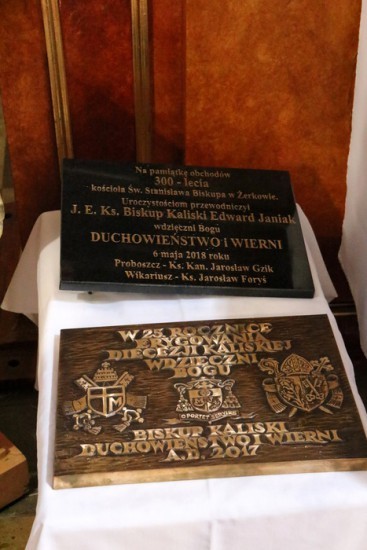 Na pamiątkę obchodów
300 - lecia
kościoła Św. Stanisława Biskupa w Żerkowie.
Uroczystościom przewodniczył
J. E. Ks. Biskup Kaliski Edward Janiak
wdzięczni Bogu
DUCHOWIEŃSTWO i WIERNI
6 maja 2018 roku
Proboszcz - Ks. Kan. Jarosław Gzik
Wikariusz - Ks. Jarosław Foryś
W 25 ROCZNICĘ
ERYGOWANIA
DIECEZJI KALISKIEJ
WDZIĘCZNI
BOGU
BISKUP KALISKI
DUCHOWIEŃSTWO I WIERNI
A.D. 2017